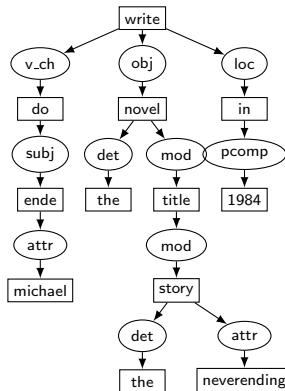 write
v_ch obj loc
do novel in
subj det mod pcomp
ende the title 1984
attr mod
michael story
det attr
the neverending